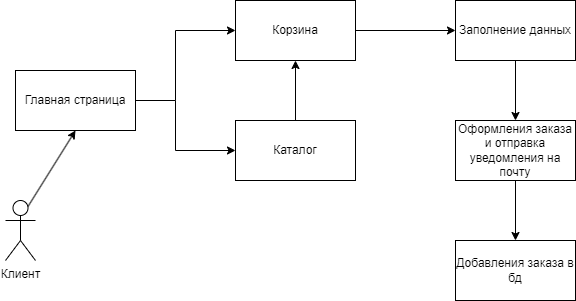 Корзина
Заполнение данных
Главная страница
Каталог
Оформления заказа
и отправка
уведомления на
почту
Клиент
Добавления заказа в
бд